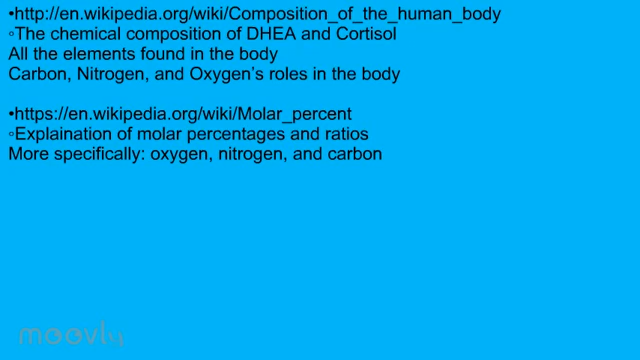 •http://en.wikipedia.org/wiki/Composition_of_the_human_body
◦The chemical composition of DHEA and Cortisol
All the elements found in the body
Carbon, Nitrogen, and Oxygen’s roles in the body
•https://en.wikipedia.org/wiki/Molar_percent
◦Explaination of molar percentages and ratios
More specifically: oxygen, nitrogen, and carbon
moovly